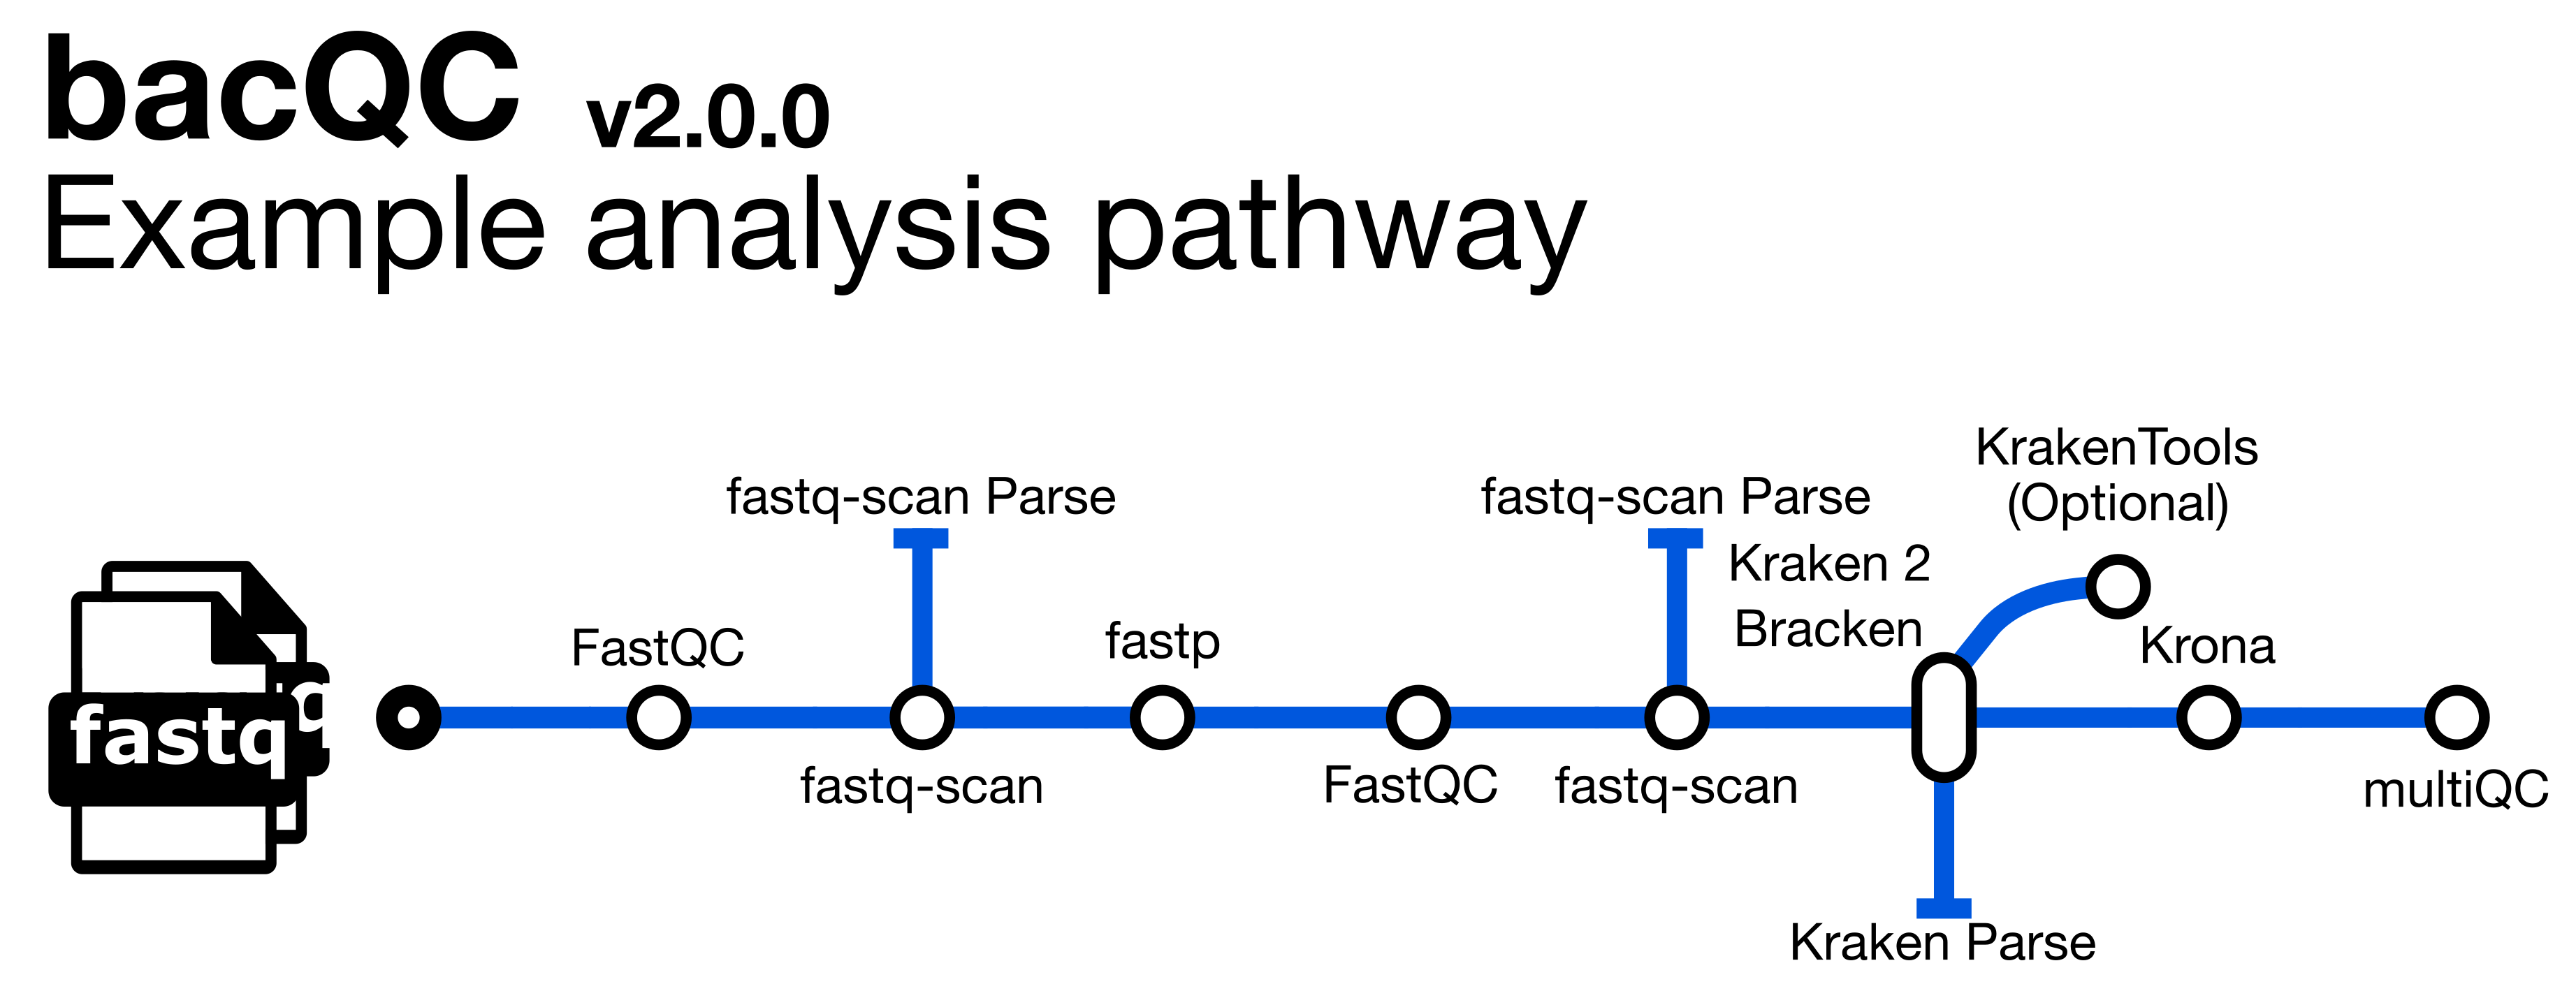 bacQC v2.0.0
Example analysis pathway
KrakenTools
(Optional)
fastq-scan Parse
fastq-scan Parse
Kraken 2
Bracken
FastQC
fastp
Krona
fastq
q
fastq-scan
FastQC
fastq-scan
multiQC
Kraken Parse